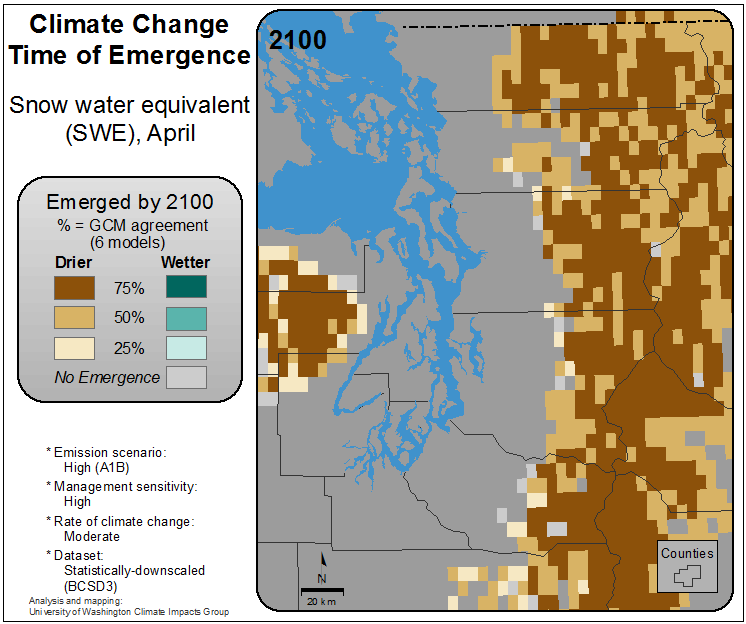 Climate Change
Time of Emergence
Snow water equivalent
(SWE), April
Emerged by 2100
% = GCM agreement
(6 models)
Drier Wetter
75%
50%
25%
No Emergence
* Emission scenario:
High (A1B)
* Management sensitivity:
High
* Rate of climate change:
Moderate
* Dataset:
Statistically-downscaled
(BCSD3)
Analysis and mapping:
University of Washington Climate Impacts Group
2100
N
20 km
Counties